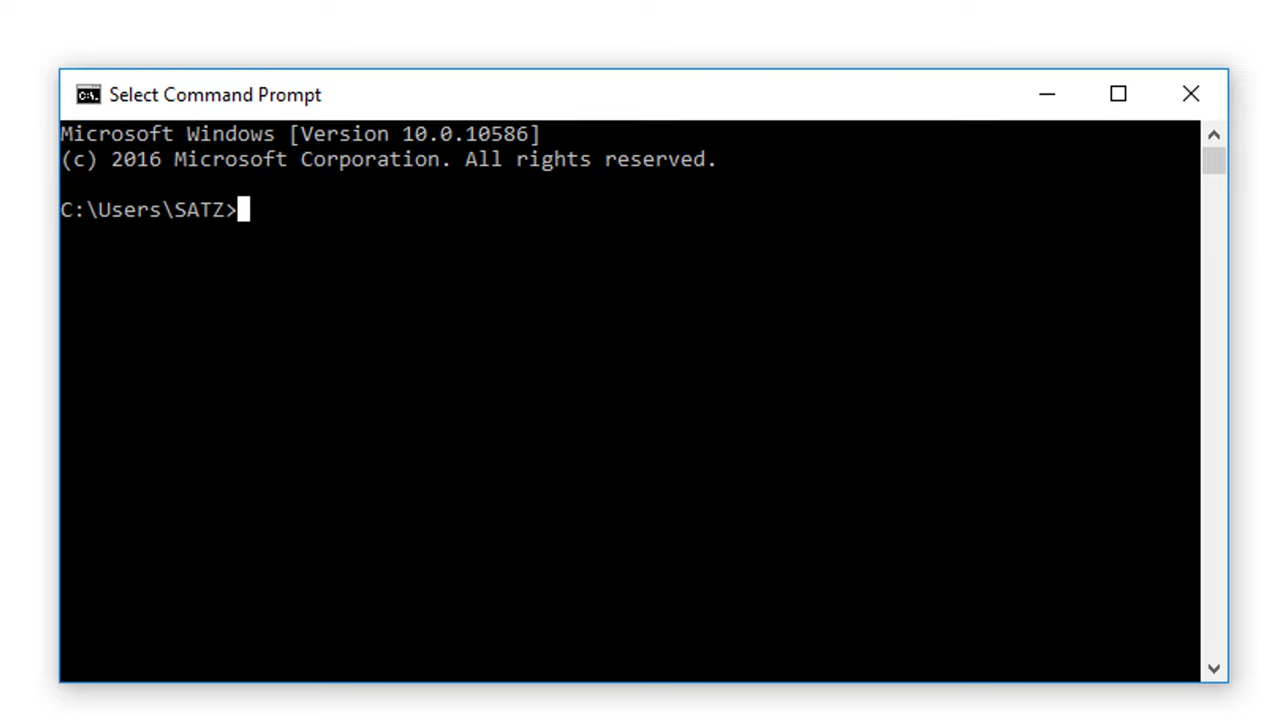 Select Command Prompt
Microsoft Windows [Version 10.0.10586]
(c) 2016 Microsoft Corporation. All rights reserved.
C:\Users\SATZ>